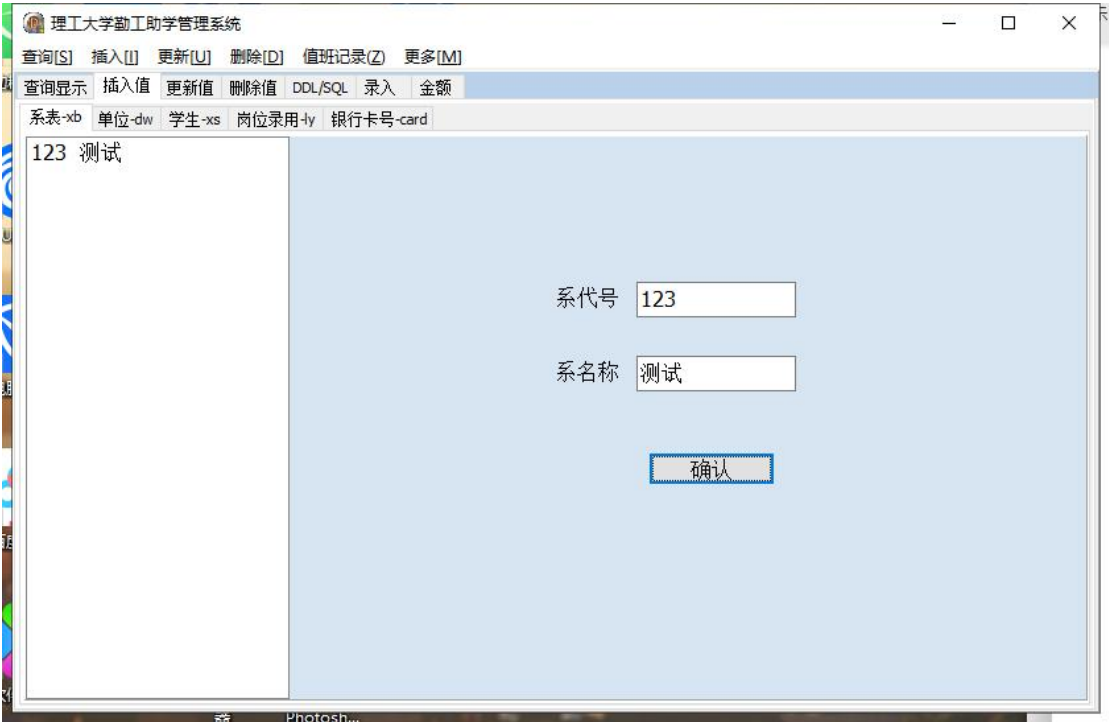 理工大学勤工助学管理系统
查询[S] 插入[I] 更新[U] 删除[D] 值班记录(Z) 更多[M]
查询显示 插入值 更新值 删除值 DDL/SQL 录入 金额
系表-xb 单位-dw 学生-xs 岗位录用-ly 银行卡号-card
123 测试
系代号 123
系名称 测试
确认
Photosh...